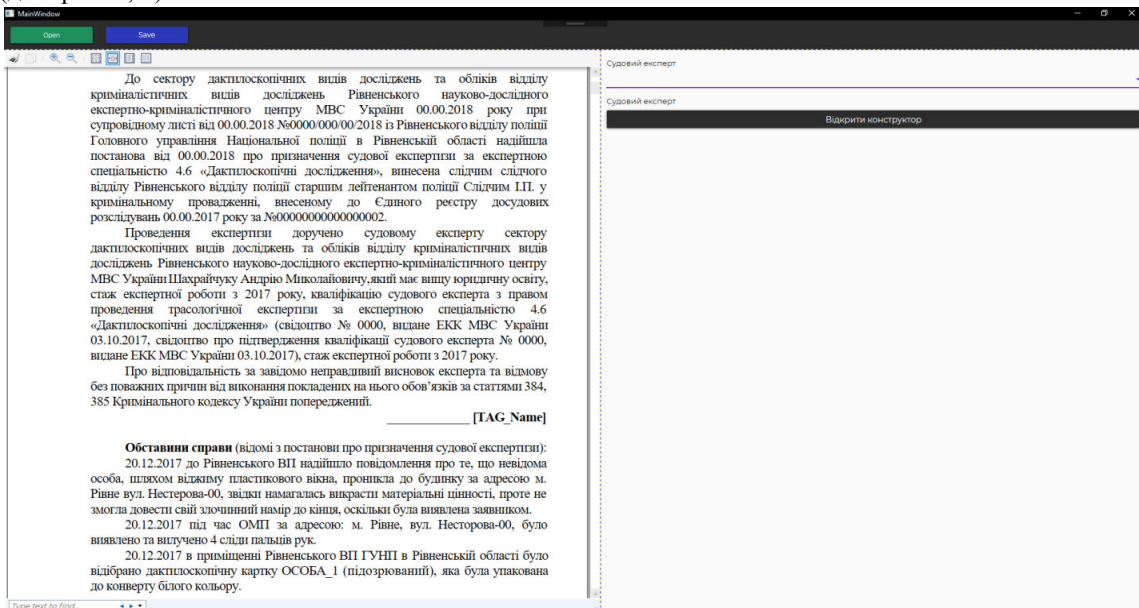 MainWindow
Open Save
До сектору дактилоскопічних видів досліджень та обліків відділу
криміналістичних видів досліджень Рівненського науково-дослідного
експертно-криміналістичного центру МВС України 00.00.2018 року при
супровідному листі від 00.00.2018 №0000/000/00/2018 із Рівненського відділу поліції
Головного управління Національної поліції в Рівненській області надійшла
постанова від 00.00.2018 про призначення судової експертизи за експертною
спеціальністю 4.6 «Дактилоскопічні дослідження», винесена слідчим слідчого
відділу Рівненського відділу поліції старшим лейтенантом поліції Слідчим І.П. у
кримінальному провадженні, внесеному до Єдиного реєстру досудових
розслідувань 00.00.2017 року за №00000000000000002.
Проведення експертизи доручено судовому експерту сектору
дактилоскопічних видів досліджень та обліків відділу криміналістичних видів
досліджень Рівненського науково-дослідного експертно-криміналістичного центру
МВС України Шахрайчуку Андрію Миколайовичу,який має вищу юридичну освіту,
стаж експертної роботи з 2017 року, кваліфікацію судового експерта з правом
проведення трасологічної експертизи за експертною спеціальністю 4.6
«Дактилоскопічні дослідження» (свідоцтво № 0000, видане ЕКК МВС України
03.10.2017, свідоцтво про підтвердження кваліфікації судового експерта № 0000,
видане ЕКК МВС України 03.10.2017), стаж експертної роботи з 2017 року.
Про відповідальність за завідомо неправдивий висновок експерта та відмову
без поважних причин від виконання покладених на нього обов’язків за статтями 384,
385 Кримінального кодексу України попереджений.
_____________ [TAG_Name]
Обставини справи (відомі з постанови про призначення судової експертизи):
20.12.2017 до Рівненського ВП надійшло повідомлення про те, що невідома
особа, шляхом віджиму пластикового вікна, проникла до будинку за адресою м.
Рівне вул. Нестерова-00, звідки намагалась викрасти матеріальні цінності, проте не
змогла довести свій злочинний намір до кінця, оскільки була виявлена заявником.
20.12.2017 під час ОМП за адресою: м. Рівне, вул. Несторова-00, було
виявлено та вилучено 4 сліди пальців рук.
20.12.2017 в приміщенні Рівненського ВП ГУНП в Рівненській області було
відібрано дактилоскопічну картку ОСОБА_1 (підозрюваний), яка була упакована
до конверту білого кольору.
Type text to find...
Судовий експерт
Судовий експерт
Відкрити конструктор